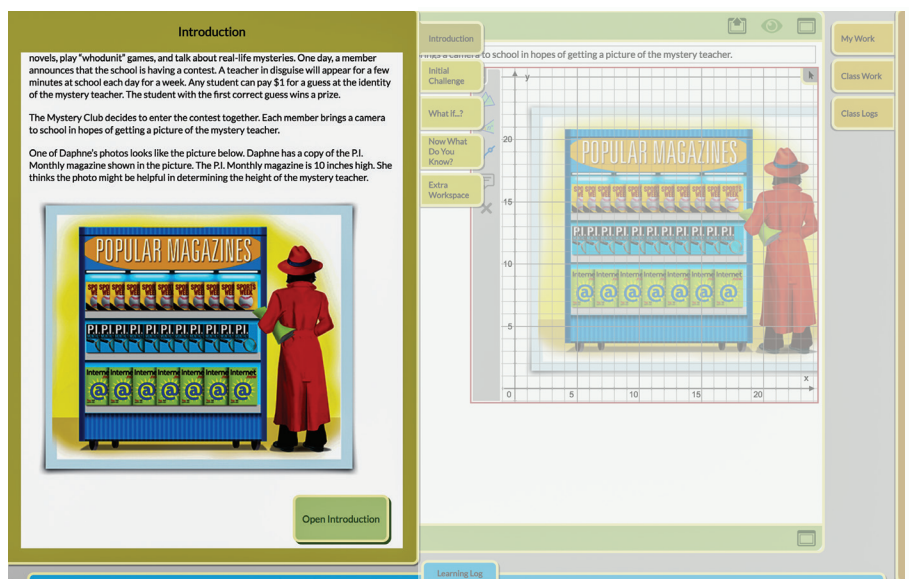 Introduction
novels, play “whodunit” games, and talk about real-life mysteries. One day, a member
announces that the school is having a contest. A teacher in disguise will appear for a few
minutes at school each day for a week. Any student can pay $1 for a guess at the identity
of the mystery teacher. The student with the first correct guess wins a prize.
The Mystery Club decides to enter the contest together. Each member brings a camera
to school in hopes of getting a picture of the mystery teacher.
One of Daphne’s photos looks like the picture below. Daphne has a copy of the P.I.
Monthly magazine shown in the picture. The P.I. Monthly magazine is 10 inches high. She
thinks the photo might be helpful in determining the height of the mystery teacher.
POPULAR MAGAZINES
SPORTS WEEK
P.I. P.I. P.I. P.I. P.I. P.I. P.I. P.I. P.I. P.I. P.I.
Internet
@ @ @ @ @ @ @
Open Introduction
Introduction
Initial
Challenge
What if...?
Now What
Do You
Know?
Extra
Workspace
to school in hopes of getting a picture of the mystery teacher.
y
20
15
10
5
0
5
10
15
20
x
POPULAR MAGAZINES
SPORTS WEEK
P.I. P.I. P.I. P.I. P.I. P.I. P.I. P.I. P.I. P.I. P.I.
Internet
@ @ @ @ @ @ @
My Work
Class Work
Class Logs
Learning Log